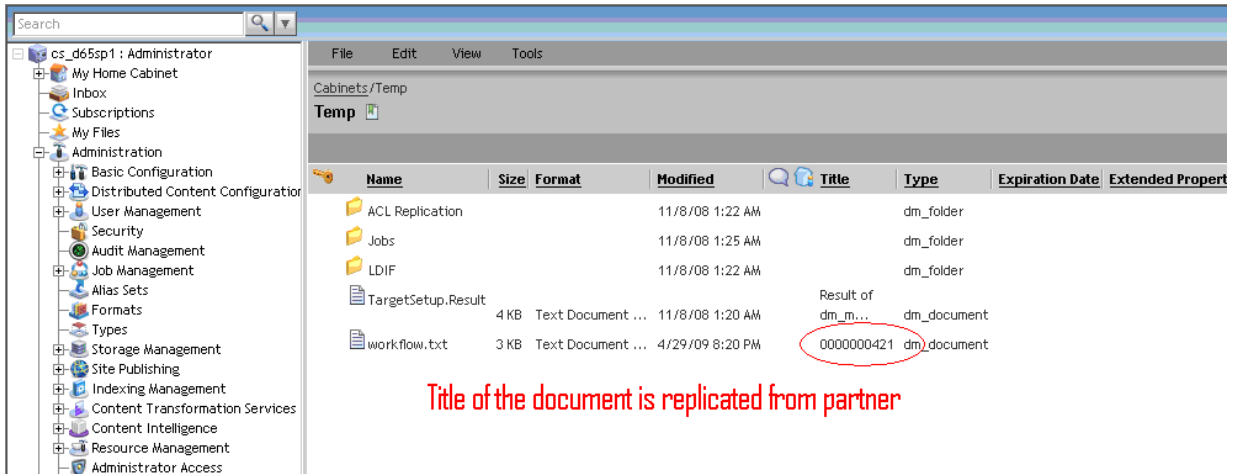 Search
cs_d65sp1 : Administrator
My Home Cabinet
Inbox
Subscriptions
My Files
Administration
Basic Configuration
Distributed Content Configuration
User Management
Security
Audit Management
Job Management
Alias Sets
Formats
Types
Storage Management
Site Publishing
Indexing Management
Content Transformation Services
Content Intelligence
Resource Management
Administrator Access
File Edit View Tools
Cabinets/Temp
Temp
Name Size Format Modified Title Type Expiration Date Extended Propert
ACL Replication 11/8/08 1:22 AM dm_folder
Jobs 11/8/08 1:25 AM dm_folder
LDIF 11/8/08 1:22 AM dm_folder
TargetSetup.Result 4 KB Text Document ... 11/8/08 1:20 AM Result of dm_m... dm_document
workflow.txt 3 KB Text Document ... 4/29/09 8:20 PM 0000000421 dm_document
Title of the document is replicated from partner